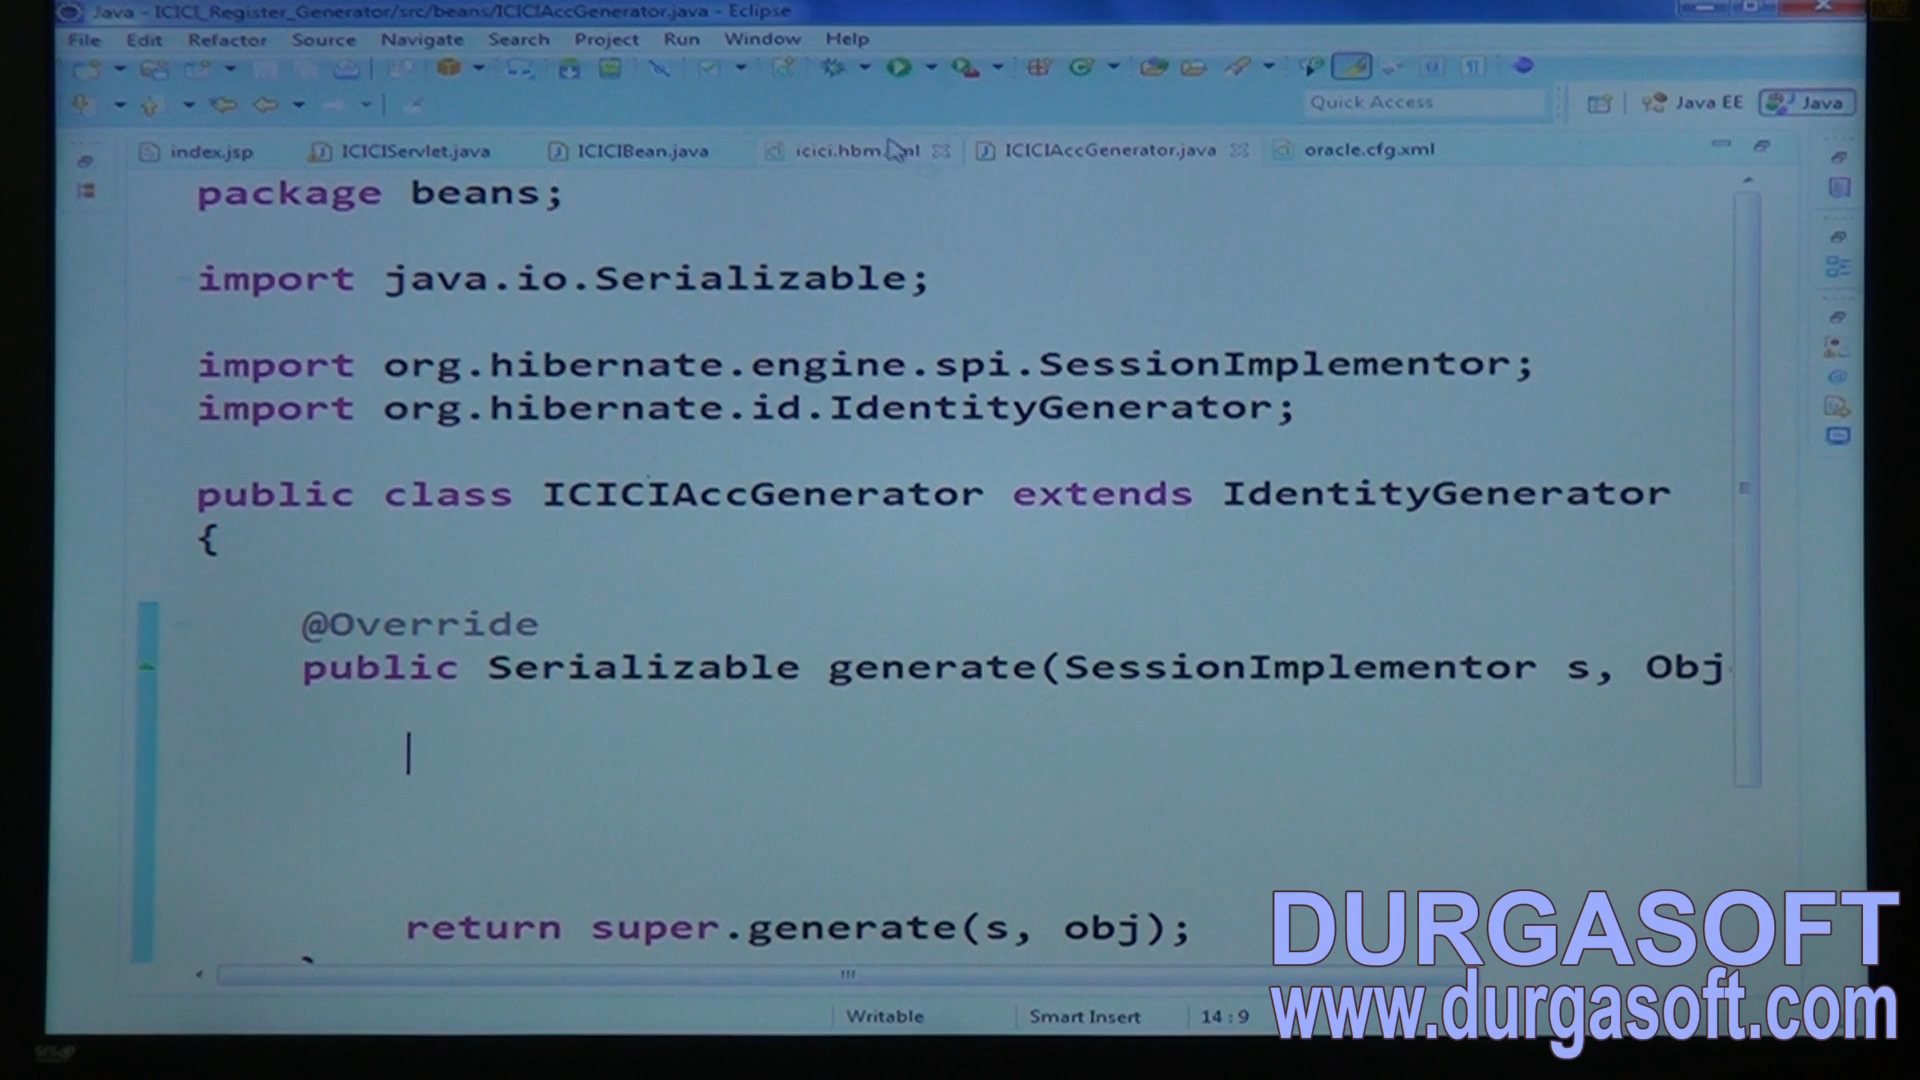 Java - ICICI_Register_Generator/src/beans/ICICIAccGenerator.java - Eclipse
File Edit Refactor Source Navigate Search Project Run Window Help
Quick Access Java EE Java
index.jsp ICICIServlet.java ICICIBean.java icici.hbm.xml ICICIAccGenerator.java oracle.cfg.xml
package beans;
import java.io.Serializable;
import org.hibernate.engine.spi.SessionImplementor;
import org.hibernate.id.IdentityGenerator;
public class ICICIAccGenerator extends IdentityGenerator
{
@Override
public Serializable generate(SessionImplementor s, Obj
return super.generate(s, obj);
Writable Smart Insert 14 : 9
DURGASOFT
www.durgasoft.com